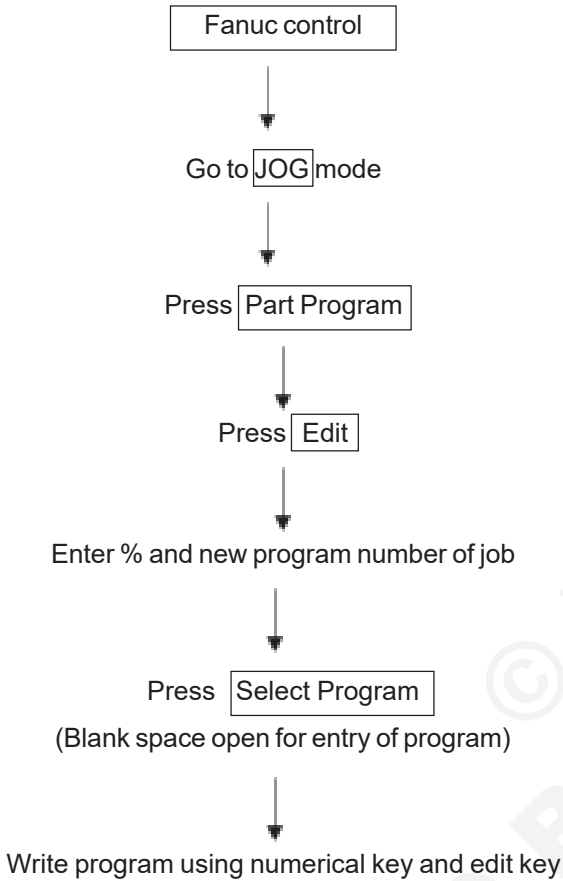 Fanuc control
Go to JOG mode
Press Part Program
Press Edit
Enter % and new program number of job
Press Select Program
(Blank space open for entry of program)
Write program using numerical key and edit key
©